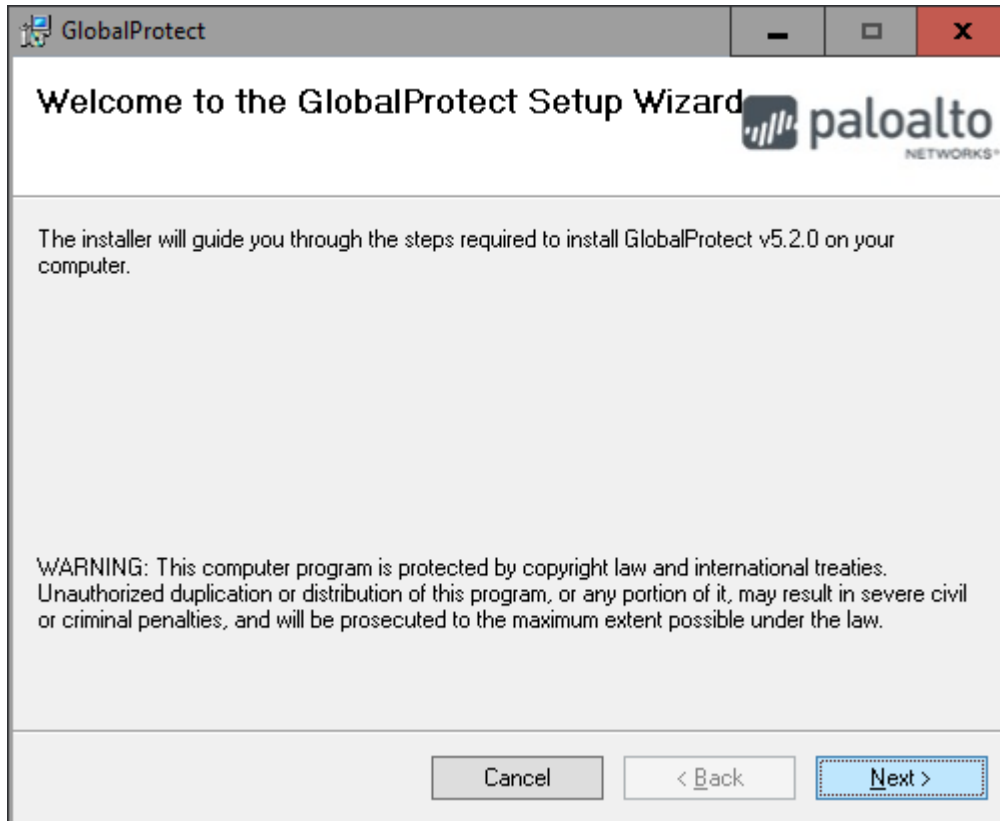 GlobalProtect
Welcome to the GlobalProtect Setup Wizard
paloalto
NETWORKS®
The installer will guide you through the steps required to install GlobalProtect v5.2.0 on your
computer.
WARNING: This computer program is protected by copyright law and international treaties.
Unauthorized duplication or distribution of this program, or any portion of it, may result in severe civil
or criminal penalties, and will be prosecuted to the maximum extent possible under the law.
Cancel
< Back
Next >